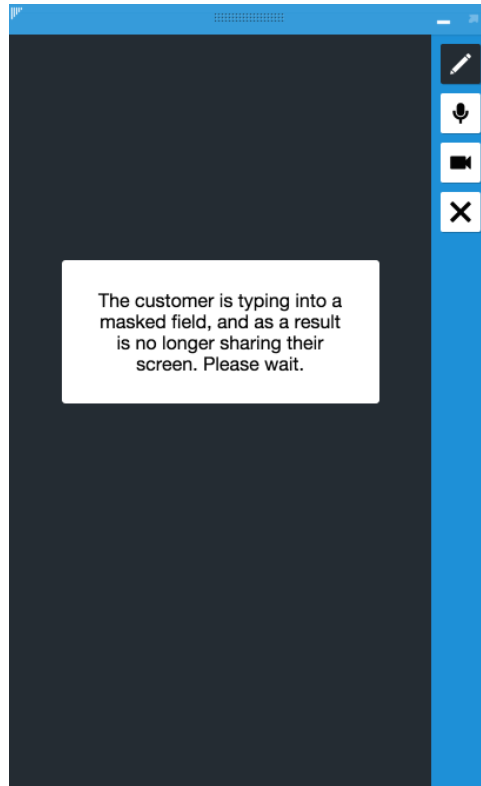 The customer is typing into a
masked field, and as a result
is no longer sharing their
screen. Please wait.